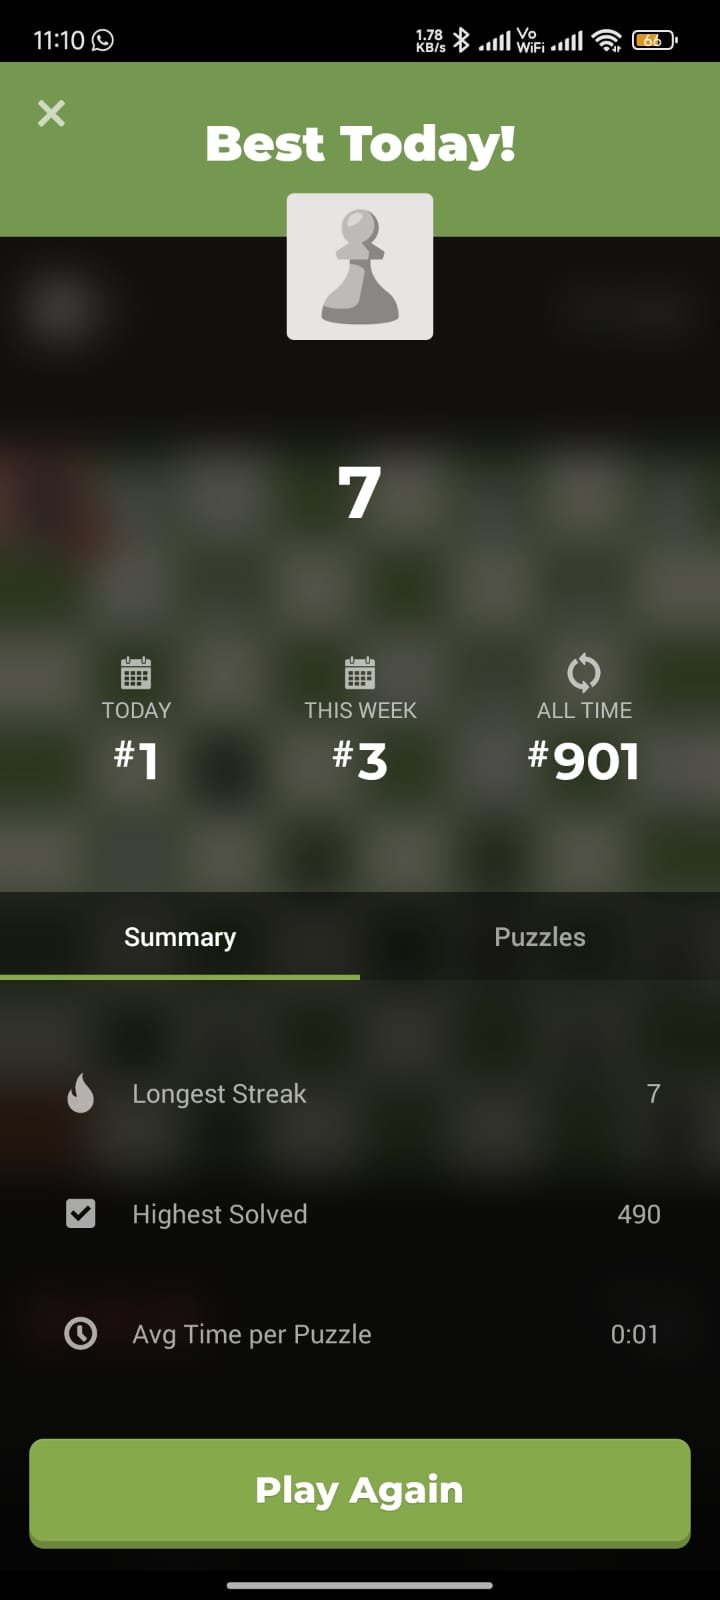 11:10
1.78 KB/s Vo WiFi 66
Best Today!
7
TODAY THIS WEEK ALL TIME
#1 #3 #901
Summary Puzzles
Longest Streak 7
Highest Solved 490
Avg Time per Puzzle 0:01
Play Again